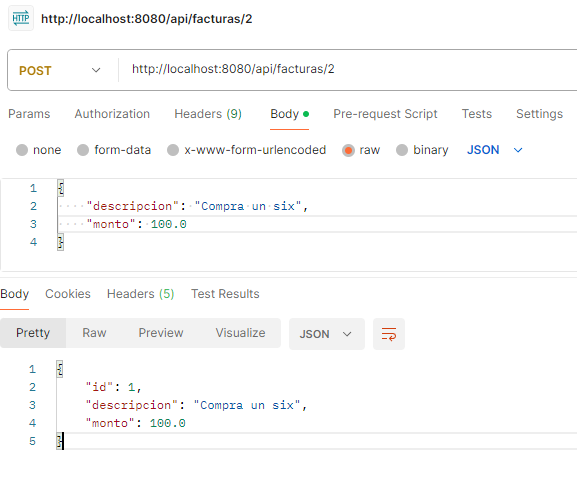 HTTP http://localhost:8080/api/facturas/2
POST http://localhost:8080/api/facturas/2
Params Authorization Headers (9) Body Pre-request Script Tests Settings
none form-data x-www-form-urlencoded raw binary JSON
1 {
2 "descripcion": "Compra un six",
3 "monto": 100.0
4 }
Body Cookies Headers (5) Test Results
Pretty Raw Preview Visualize JSON
1 {
2 "id": 1,
3 "descripcion": "Compra un six",
4 "monto": 100.0
5 }